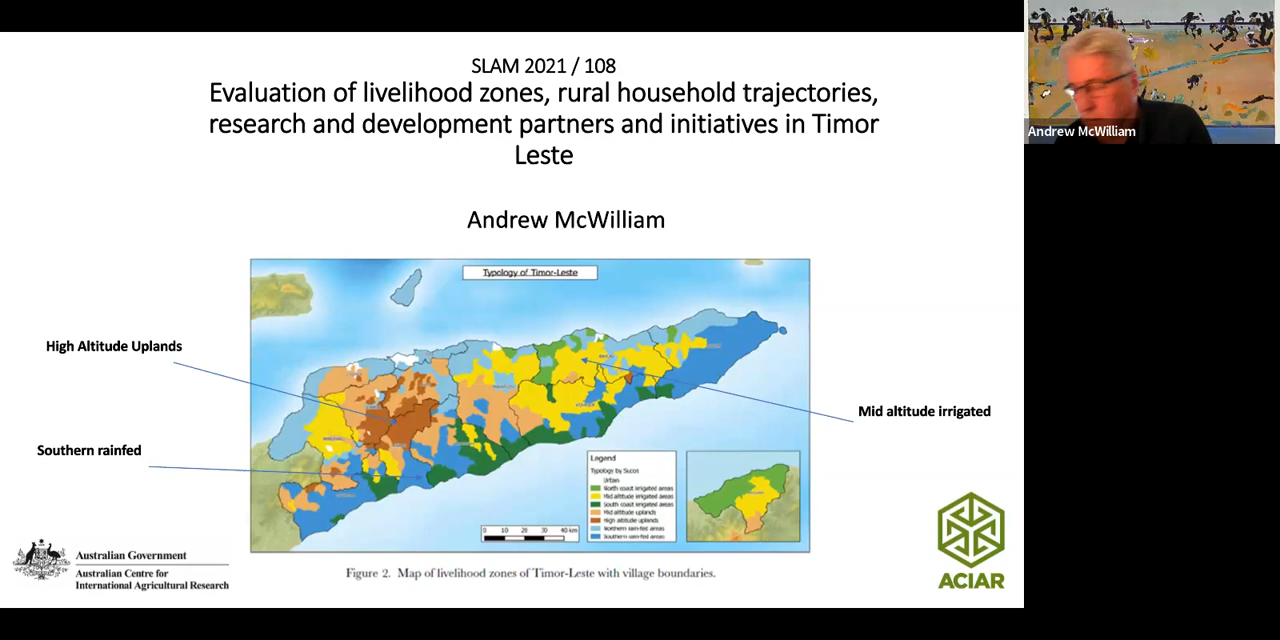 SLAM 2021 / 108
Evaluation of livelihood zones, rural household trajectories,
research and development partners and initiatives in Timor
Leste
Andrew McWilliam
Andrew McWilliam
Typology of Timor-Leste
High Altitude Uplands
Mid altitude irrigated
Southern rainfed
Legend
Typology by Sucos
Urban
North coast irrigated areas
Mid altitude irrigated areas
South coast irrigated areas
Mid altitude uplands
High altitude uplands
Northern rain-fed areas
Southern rain-fed areas
0 10 20 30 40 km
Figure 2. Map of livelihood zones of Timor-Leste with village boundaries.
Australian Government
Australian Centre for
International Agricultural Research
ACIAR